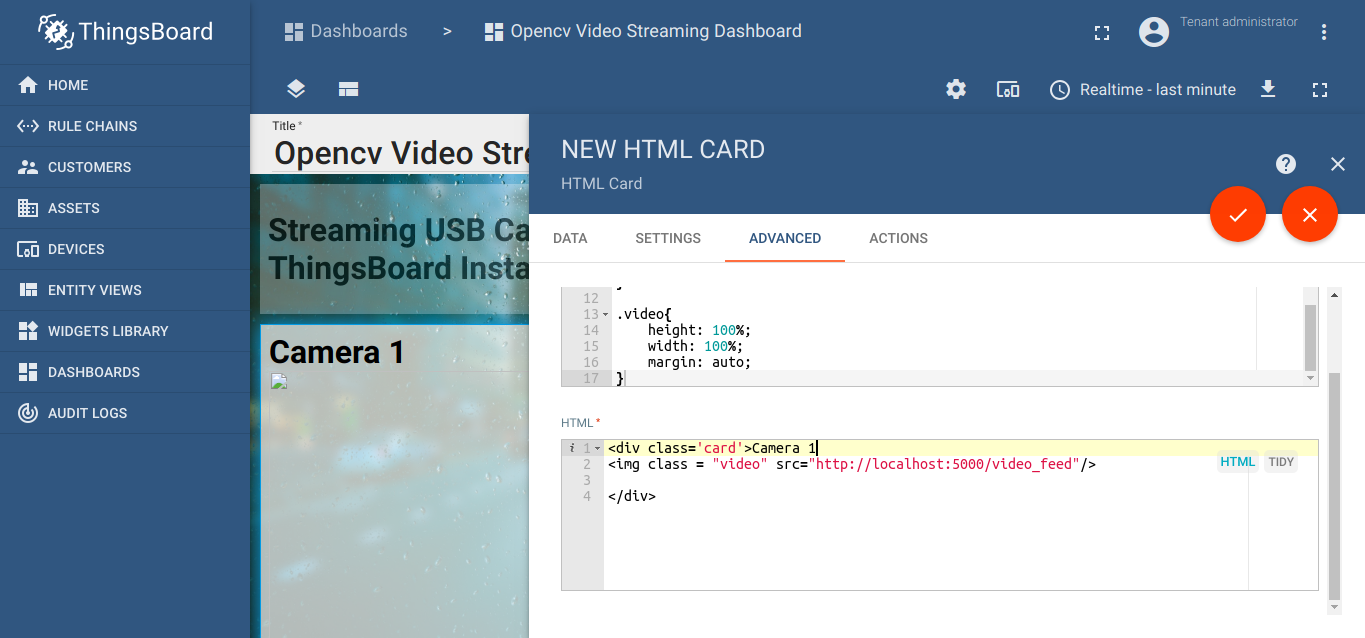 ThingsBoard
Dashboards > Opencv Video Streaming Dashboard
Tenant administrator
HOME
RULE CHAINS
CUSTOMERS
ASSETS
DEVICES
ENTITY VIEWS
WIDGETS LIBRARY
DASHBOARDS
AUDIT LOGS
Realtime - last minute
Title *
Opencv Video Stre
Streaming USB Ca
ThingsBoard Insta
Camera 1
NEW HTML CARD
HTML Card
DATA SETTINGS ADVANCED ACTIONS
12
13 .video{
14 height: 100%;
15 width: 100%;
16 margin: auto;
17 }
HTML *
i 1 <div class='card'>Camera 1
2 <img class = "video" src="http://localhost:5000/video_feed"/>
3
4 </div>
HTML TIDY